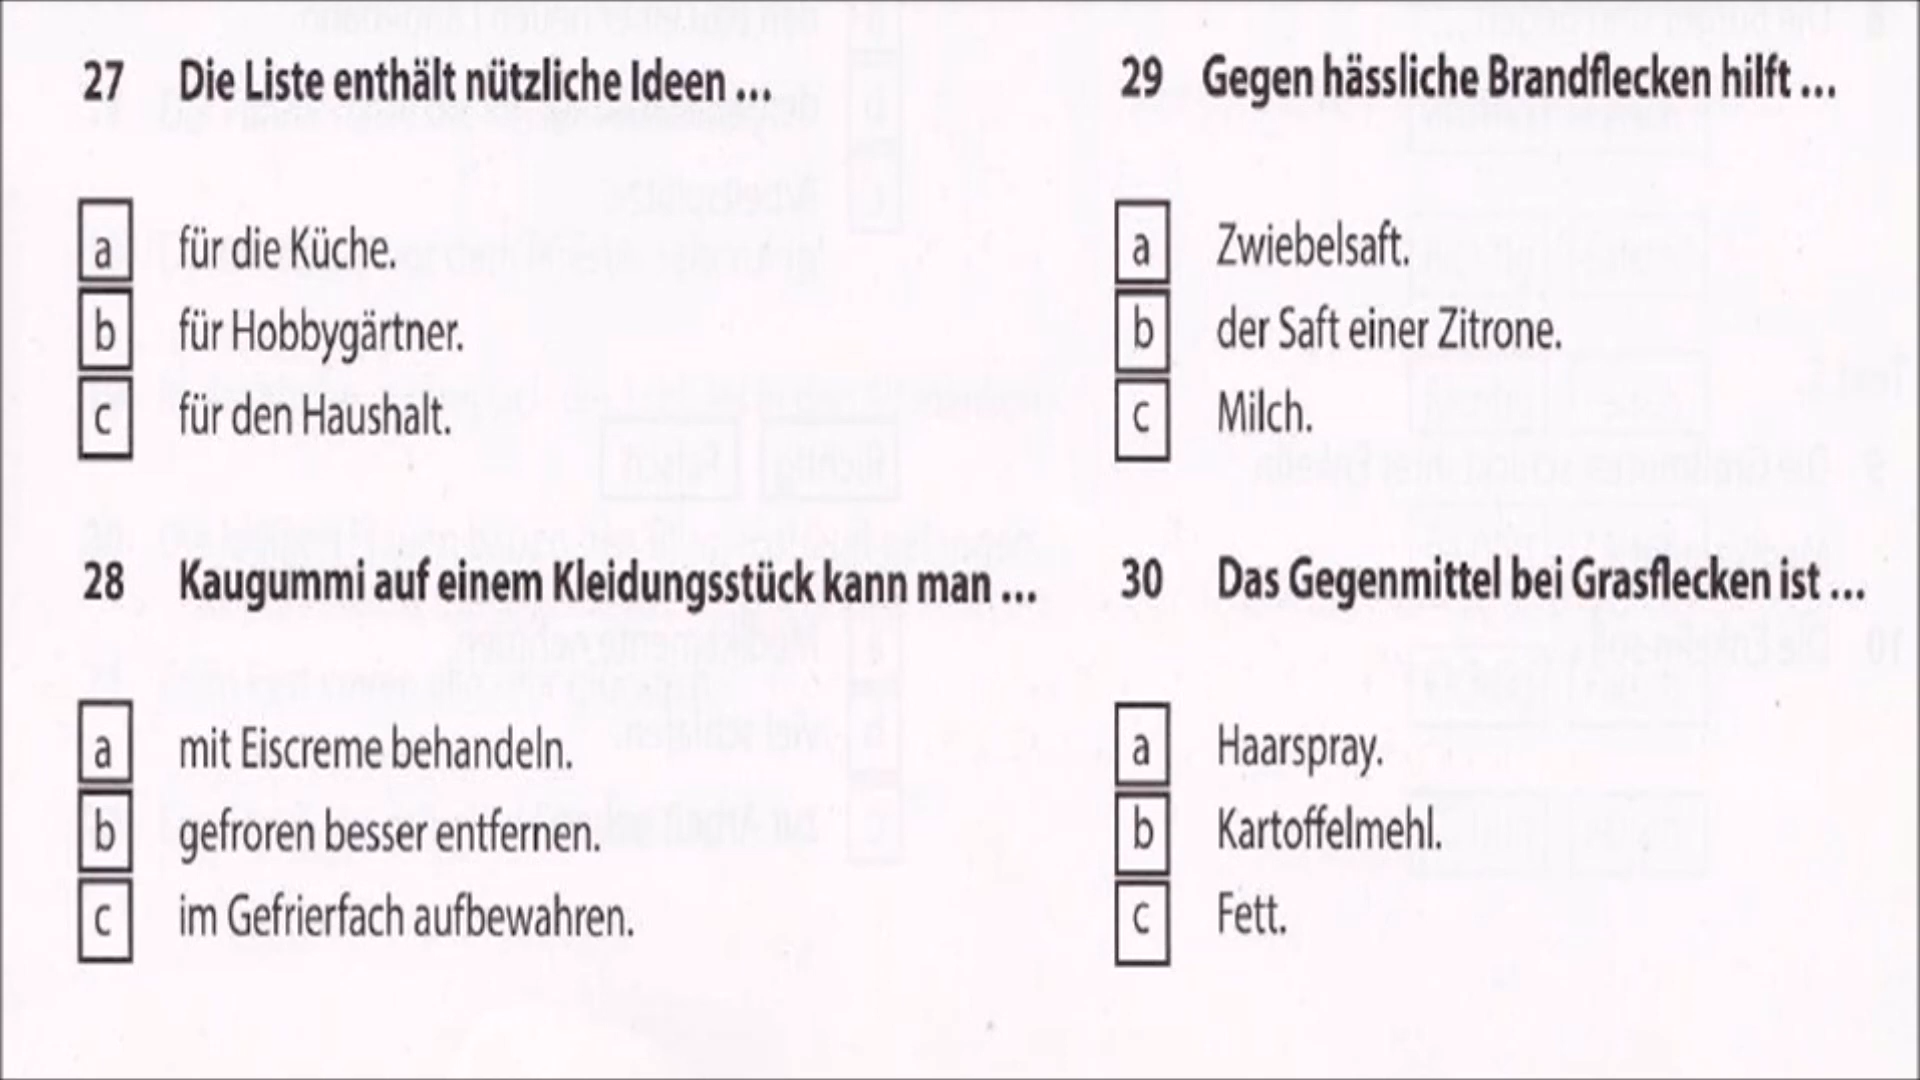 27 Die Liste enthält nützliche Ideen ...
a für die Küche.
b für Hobbygärtner.
c für den Haushalt.
28 Kaugummi auf einem Kleidungsstück kann man ...
a mit Eiscreme behandeln.
b gefroren besser entfernen.
c im Gefrierfach aufbewahren.
29 Gegen hässliche Brandflecken hilft ...
a Zwiebelsaft.
b der Saft einer Zitrone.
c Milch.
30 Das Gegenmittel bei Grasflecken ist ...
a Haarspray.
b Kartoffelmehl.
c Fett.